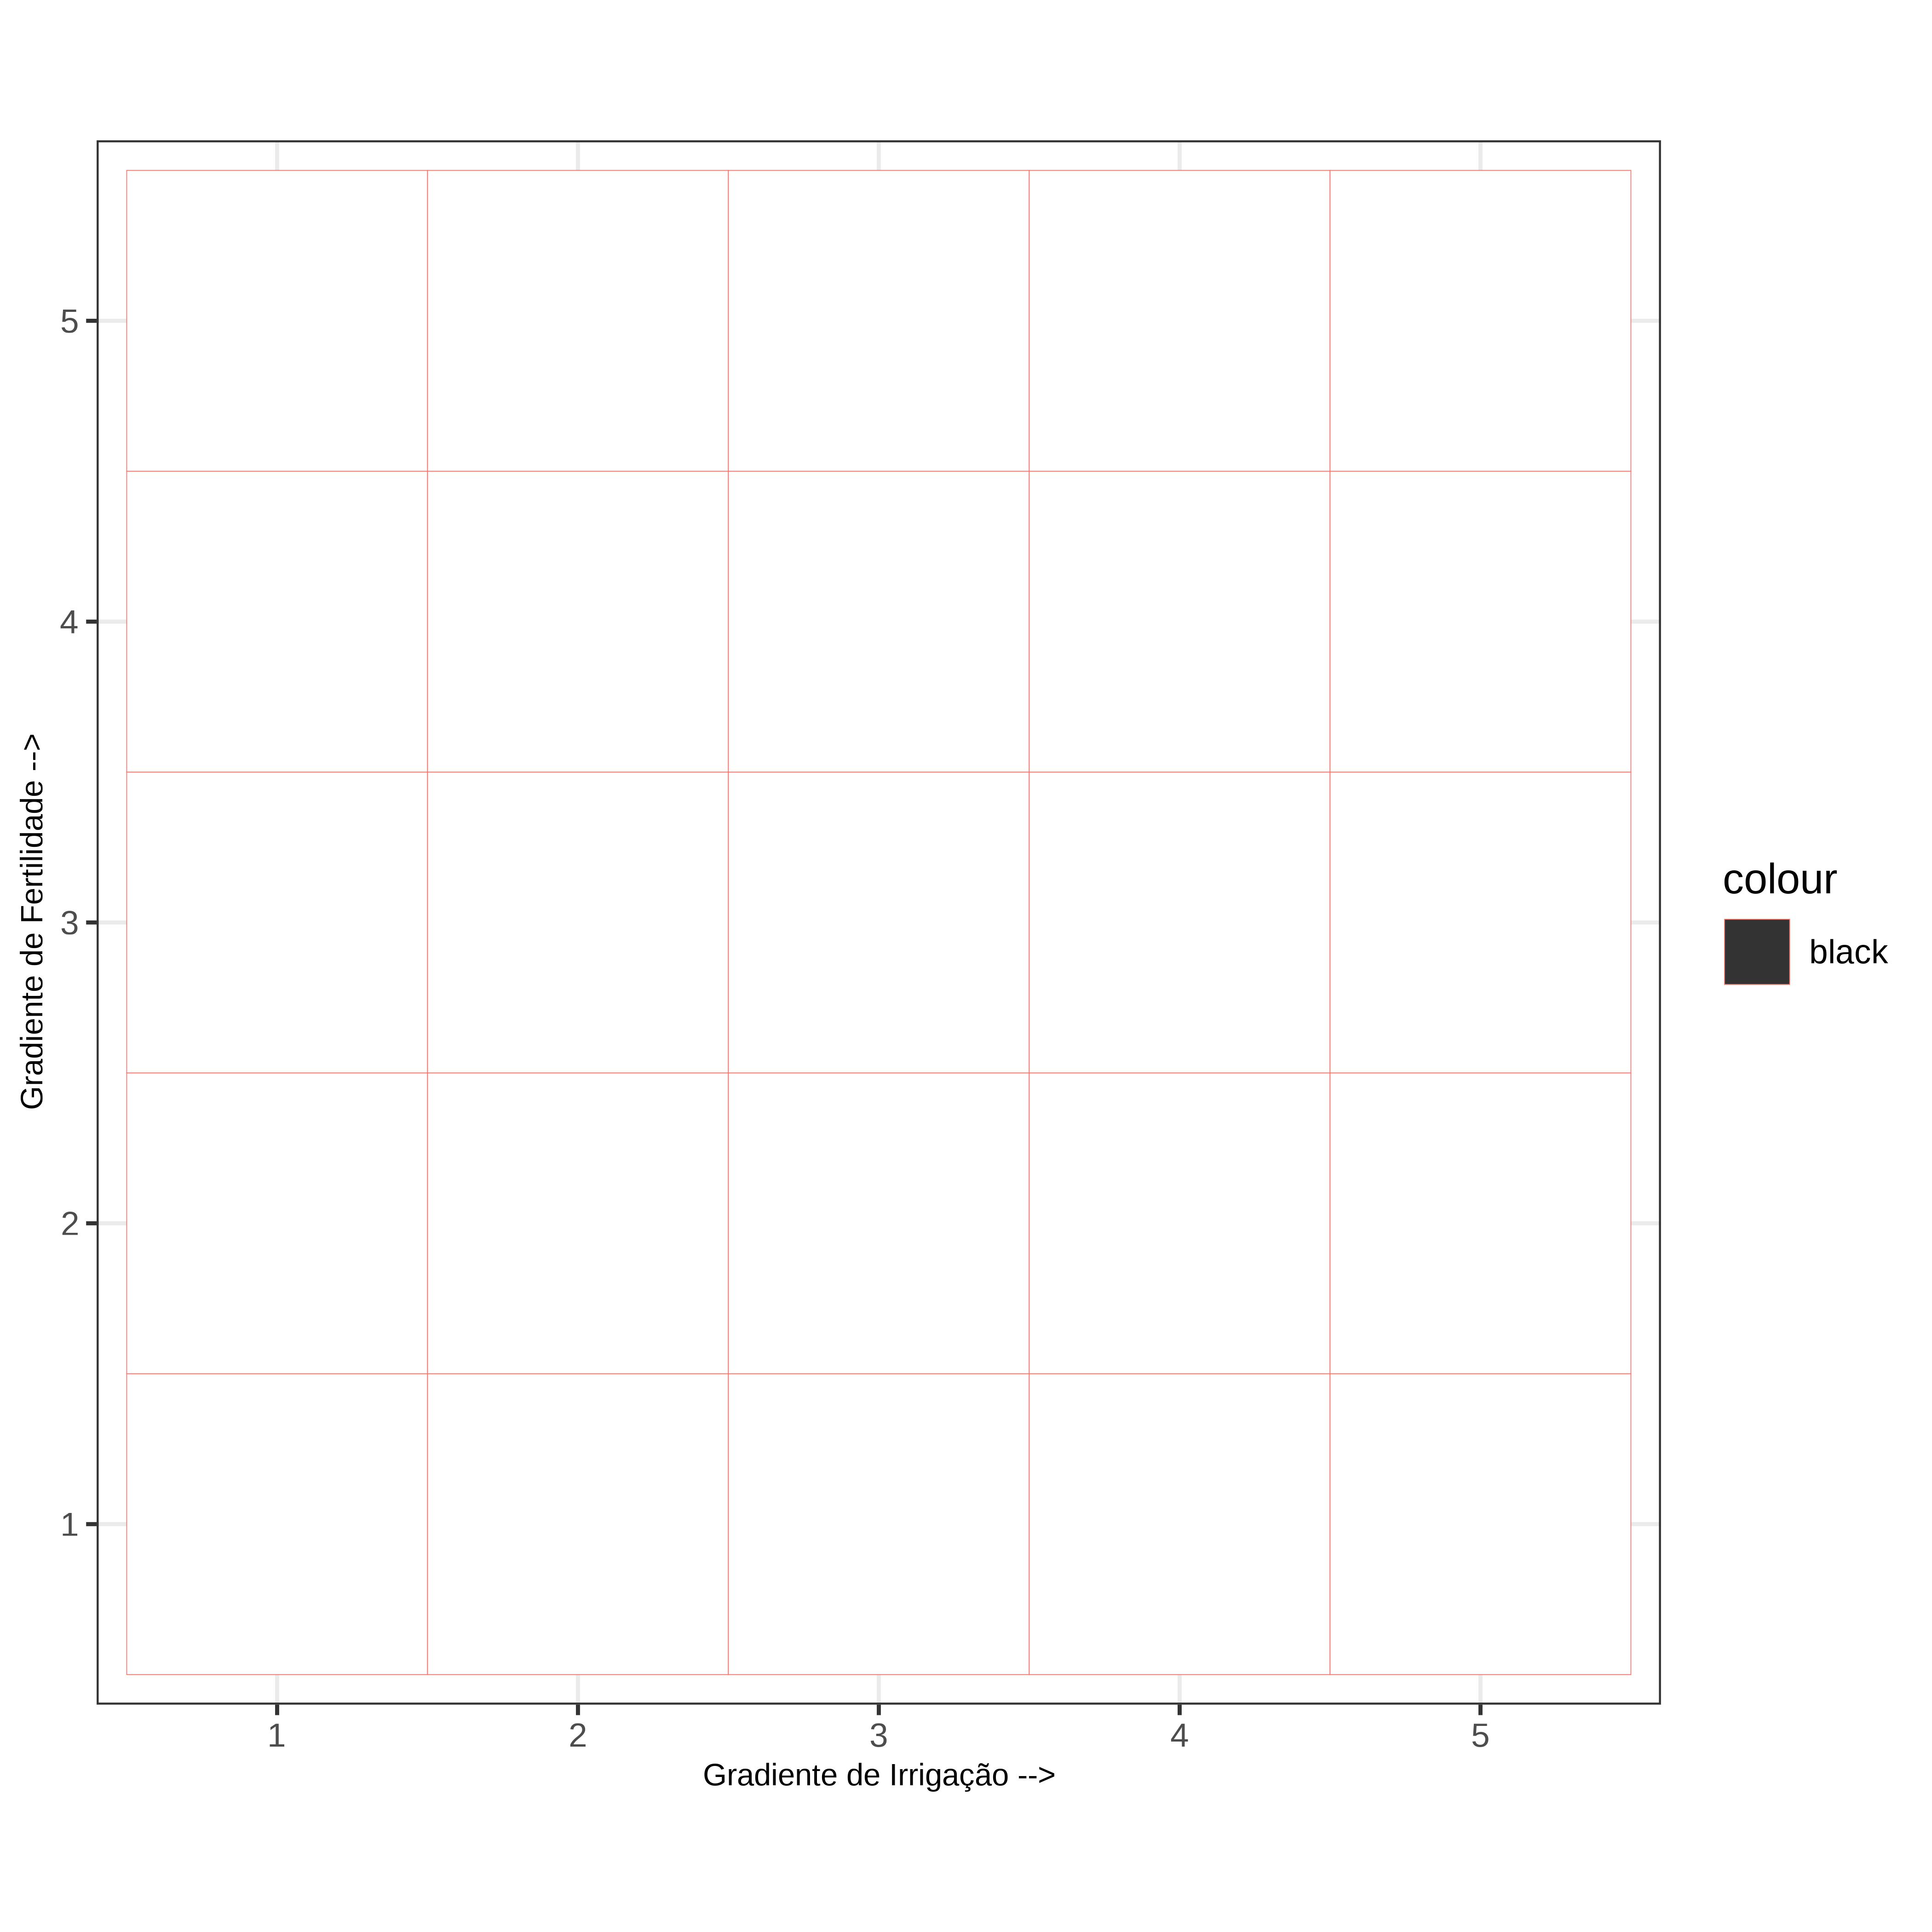 5
4
3
2
1
Gradiente de Fertilidade -->
1 2 3 4 5
Gradiente de Irrigação -->
colour
black